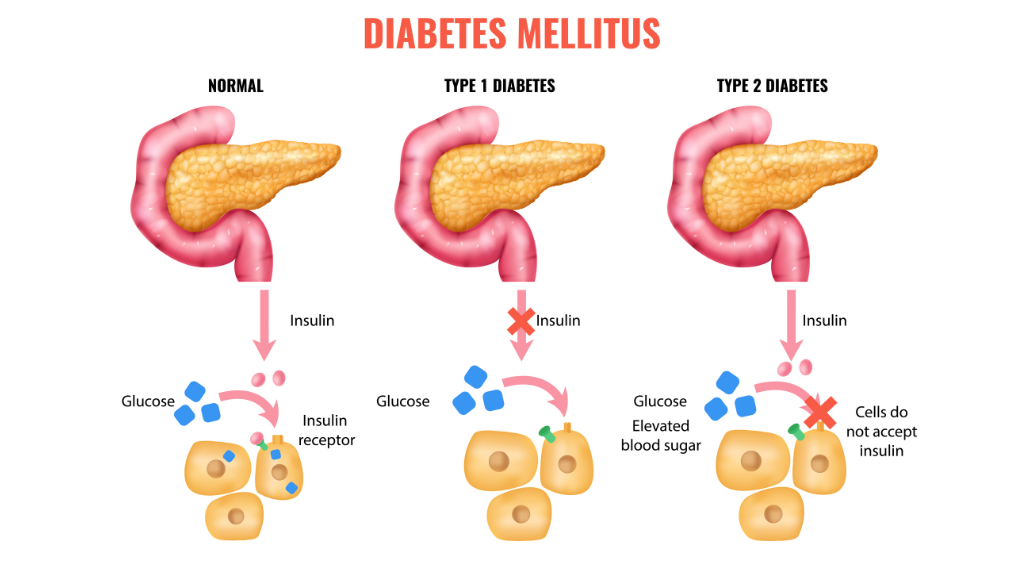 DIABETES MELLITUS
NORMAL
TYPE 1 DIABETES
TYPE 2 DIABETES
Insulin
Insulin
Insulin
Glucose
Insulin
receptor
Glucose
Glucose
Elevated
blood sugar
Cells do
not accept
insulin